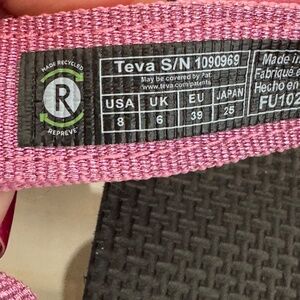 MADE RECYCLED
R
REPREVE
Teva S/N 1090969
May be covered by Pat.
www.teva.com/patents
USA UK EU JAPAN
8 6 39 25
Made in
Fabriqué
Hecho en
FU102